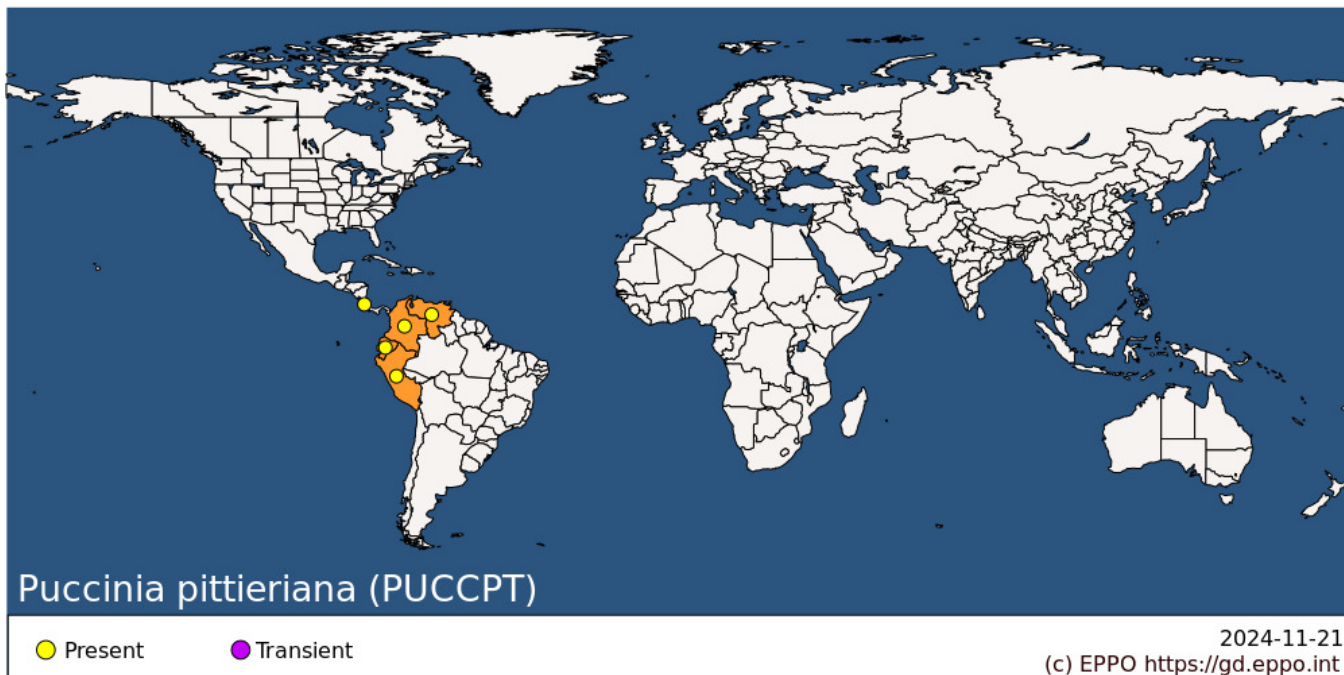 Puccinia pittieriana (PUCCPT)
Present
Transient
2024-11-21
(c) EPPO https://gd.eppo.int